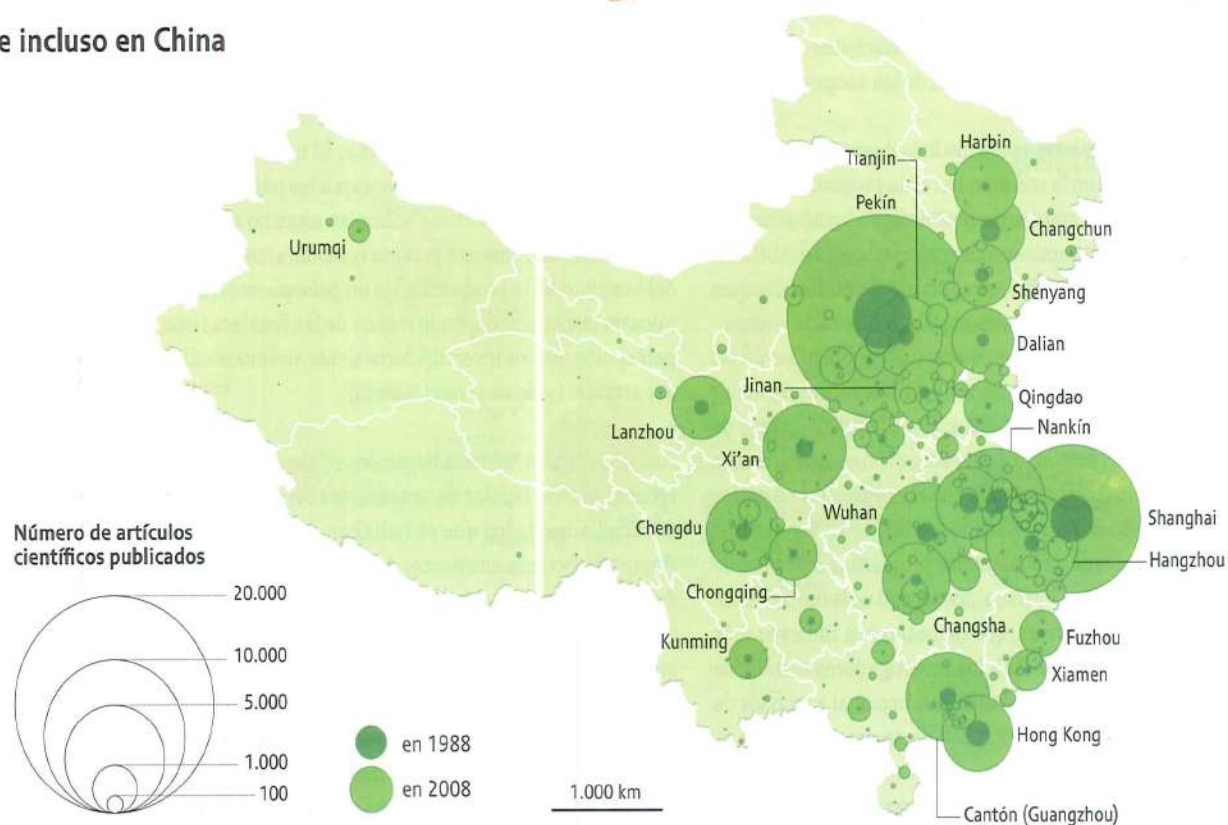 e incluso en China
Harbin
Tianjin
Pekín
Changchun
Urumqi
Shenyang
Dalian
Jinan
Qingdao
Nankín
Lanzhou
Xi'an
Wuhan
Shanghai
Chengdu
Hangzhou
Chongqing
Changsha
Fuzhou
Kunming
Xiamen
Hong Kong
Cantón (Guangzhou)
Número de artículos
científicos publicados
20.000
10.000
5.000
1.000
100
en 1988
en 2008
1.000 km